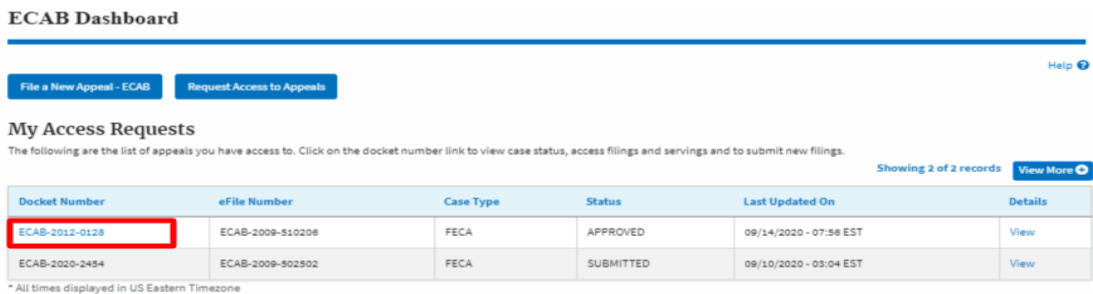 ECAB Dashboard
Help
File a New Appeal - ECAB Request Access to Appeals
My Access Requests
The following are the list of appeals you have access to. Click on the docket number link to view case status, access filings and servings and to submit new filings.
Showing 2 of 2 records View More
Docket Number eFile Number Case Type Status Last Updated On Details
ECAB-2012-0128 ECAB-2009-510206 FECA APPROVED 09/14/2020 - 07:56 EST View
ECAB-2020-2454 ECAB-2009-502502 FECA SUBMITTED 09/10/2020 - 03:04 EST View
* All times displayed in US Eastern Timezone